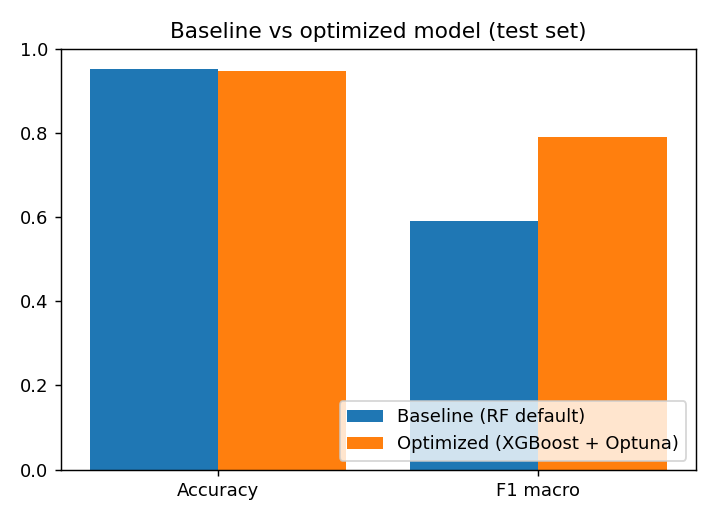 Baseline vs optimized model (test set)
1.0
0.8
0.6
0.4
0.2
0.0
Baseline (RF default)
Optimized (XGBoost + Optuna)
Accuracy
F1 macro